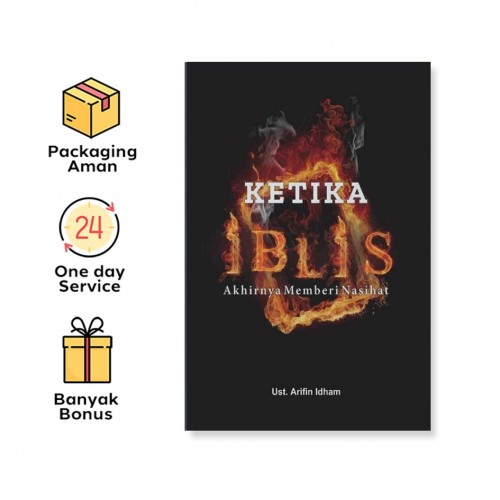 Packaging
Aman
24
One day
Service
Banyak
Bonus
KETIKA
IBLIS
Akhirnya Memberi Nasihat
Ust. Arifin Idham